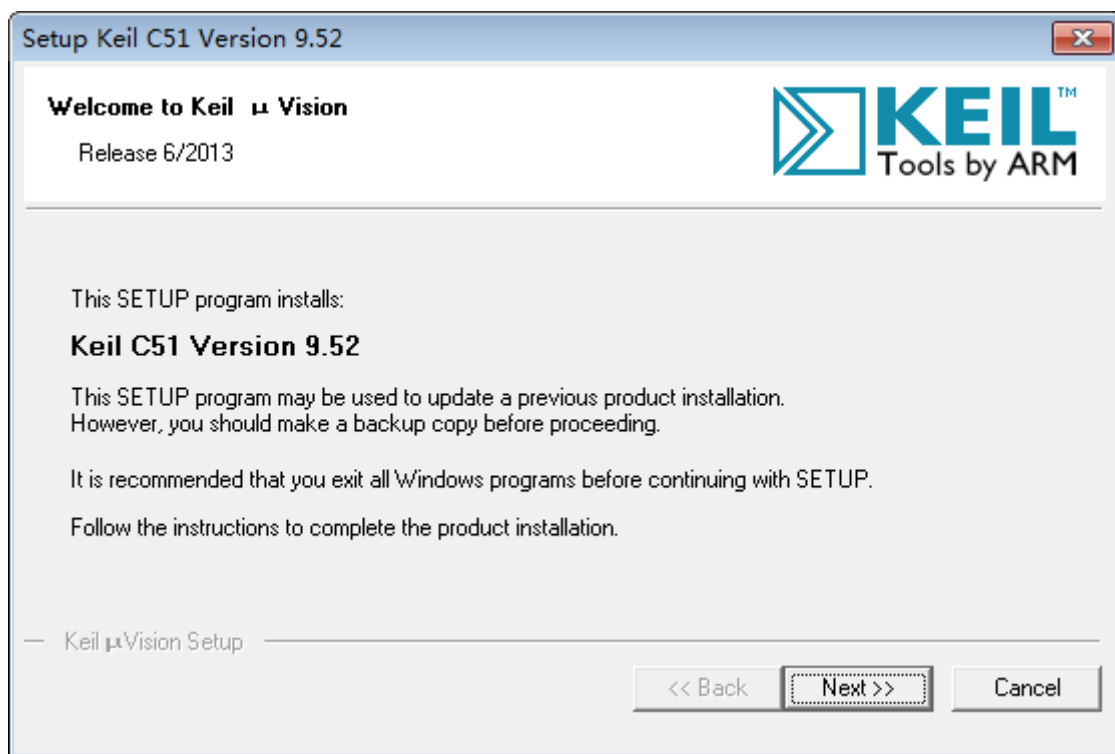 Setup Keil C51 Version 9.52
Welcome to Keil μ Vision
Release 6/2013
KEIL™
Tools by ARM
This SETUP program installs:
Keil C51 Version 9.52
This SETUP program may be used to update a previous product installation.
However, you should make a backup copy before proceeding.
It is recommended that you exit all Windows programs before continuing with SETUP.
Follow the instructions to complete the product installation.
Keil μVision Setup
<< Back Next >> Cancel